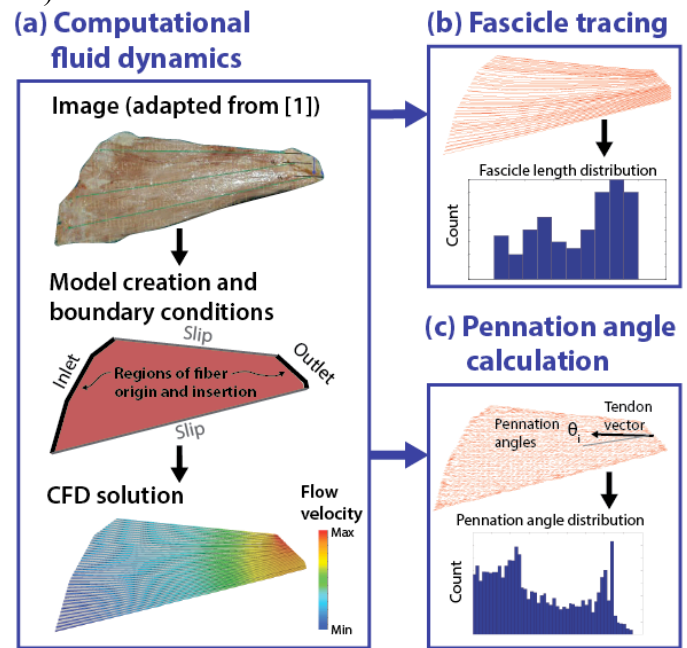 (a) Computational
fluid dynamics
Image (adapted from [1])
Model creation and
boundary conditions
Slip
Inlet
Outlet
Regions of fiber
origin and insertion
Slip
CFD solution
Flow
velocity
Max
Min
(b) Fascicle tracing
Fascicle length distribution
Count
(c) Pennation angle
calculation
Tendon
vector
Pennation
angles
θi
Pennation angle distribution
Count